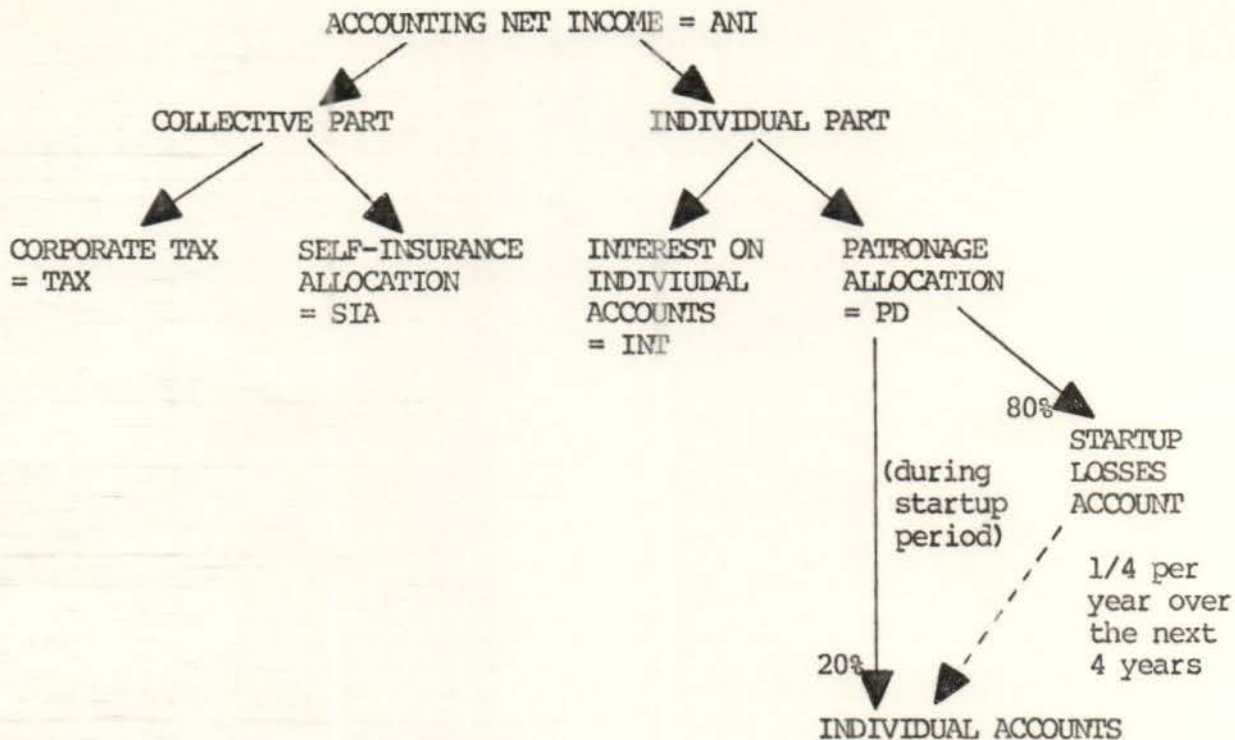 ACCOUNTING NET INCOME = ANI
COLLECTIVE PART
INDIVIDUAL PART
CORPORATE TAX
= TAX
SELF-INSURANCE
ALLOCATION
= SIA
INTEREST ON
INDIVIUDAL
ACCOUNTS
= INT
PATRONAGE
ALLOCATION
= PD
80%
STARTUP
LOSSES
ACCOUNT
(during
startup
period)
1/4 per
year over
the next
4 years
20%
INDIVIDUAL ACCOUNTS